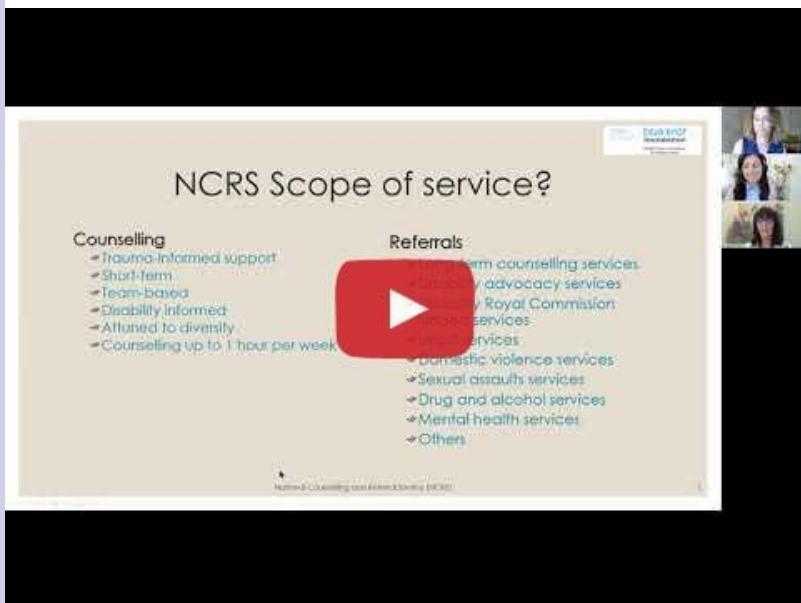 NCRS Scope of service?
Counselling
Trauma-informed support
Short-term
Team-based
Disability informed
Attuned to diversity
Counselling up to 1 hour per week
Referrals
term counselling services
advocacy services
Royal Commission
services
services
Domestic violence services
Sexual assaults services
Drug and alcohol services
Mental health services
Others